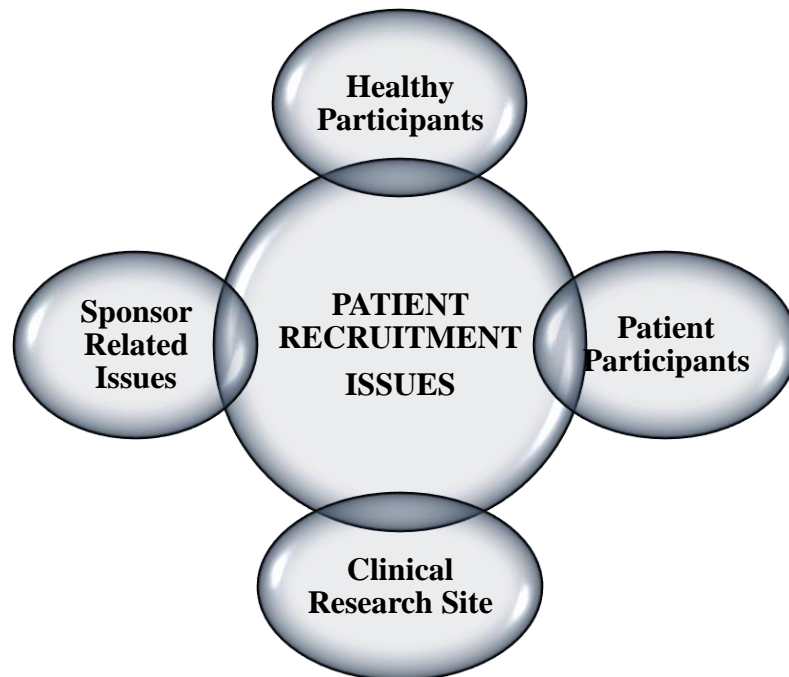 Healthy
Participants
Sponsor
Related
Issues
PATIENT
RECRUITMENT
ISSUES
Patient
Participants
Clinical
Research Site